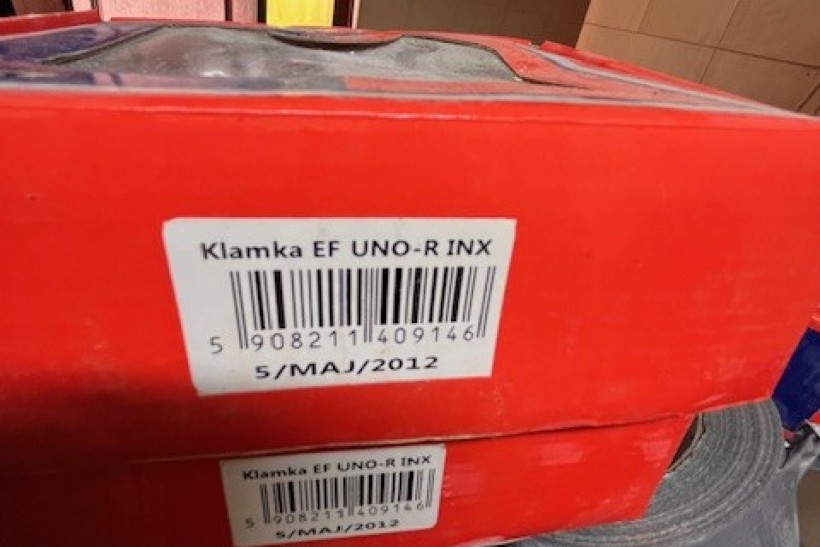 Klamka EF UNO-R INX
5 908211 409146
5/MAJ/2012
Klamka EF UNO-R INX
5 908211 409146
5/MAJ/2012